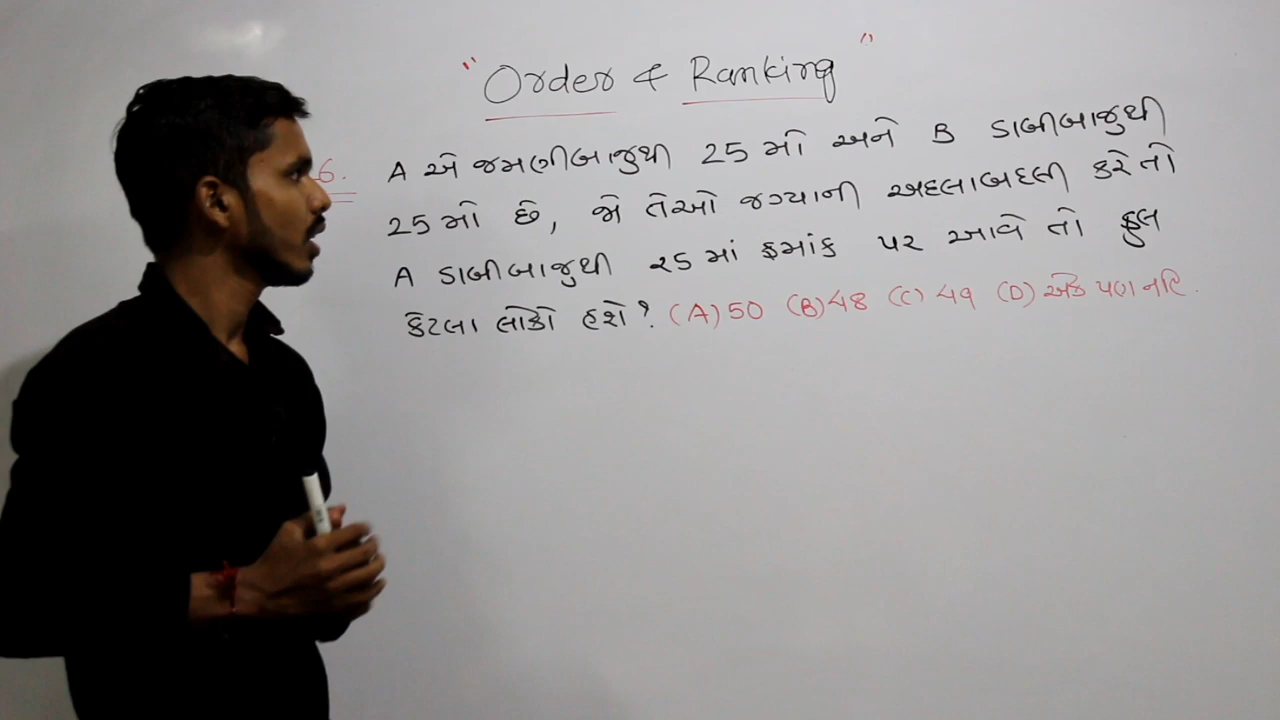 "Order & Ranking"
6. A એ જમણીબાજુથી 25 મો અને B ડાબીબાજુથી
25 મો છે, જો તેઓ જગ્યાની અદલાબદલી કરે તો
A ડાબીબાજુથી ૨5 માં ક્રમાંક પર આવે તો કુલ
કેટલા લોકો હશે? (A) 50 (B) 48 (C) 49 (D) એક પણ નહિ.